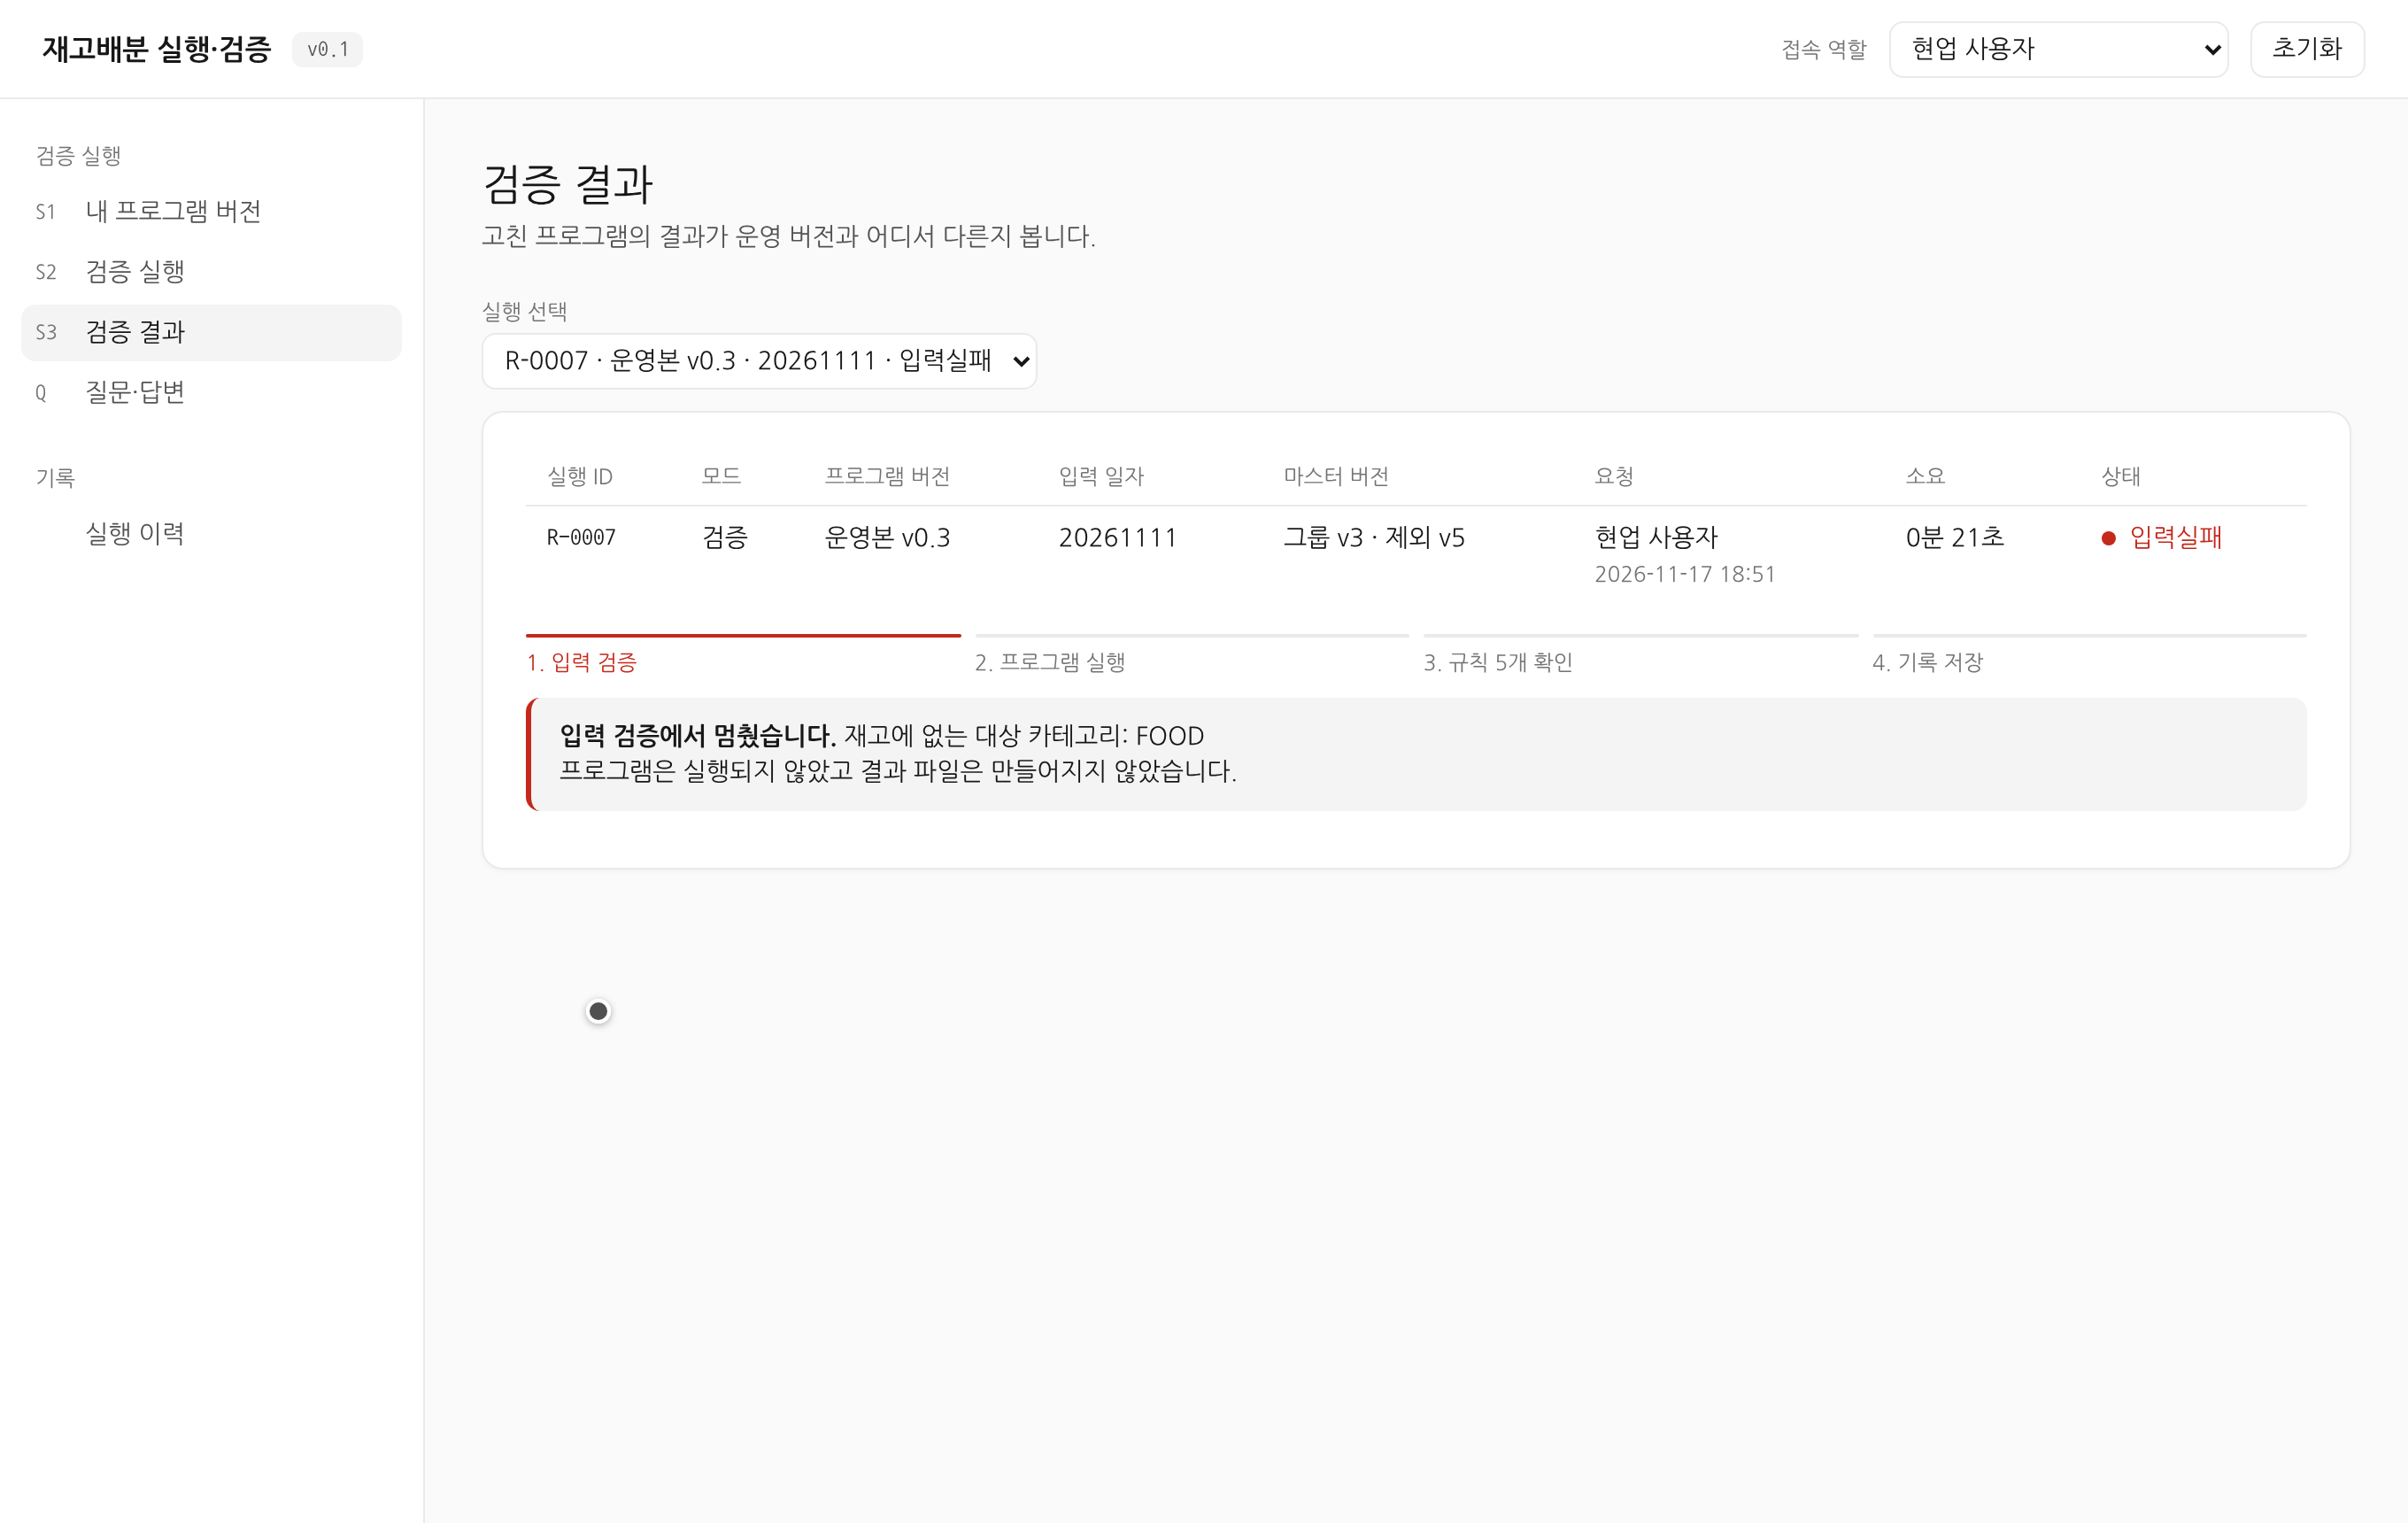 재고배분 실행·검증 v0.1 접속 역할 현업 사용자 초기화
검증 실행
S1 내 프로그램 버전
S2 검증 실행
S3 검증 결과
Q 질문·답변
기록
실행 이력
검증 결과
고친 프로그램의 결과가 운영 버전과 어디서 다른지 봅니다.
실행 선택
R-0007 · 운영본 v0.3 · 20261111 · 입력실패
실행 ID 모드 프로그램 버전 입력 일자 마스터 버전 요청 소요 상태
R-0007 검증 운영본 v0.3 20261111 그룹 v3 · 제외 v5 현업 사용자 0분 21초 입력실패
2026-11-17 18:51
1. 입력 검증 2. 프로그램 실행 3. 규칙 5개 확인 4. 기록 저장
입력 검증에서 멈췄습니다. 재고에 없는 대상 카테고리: FOOD
프로그램은 실행되지 않았고 결과 파일은 만들어지지 않았습니다.